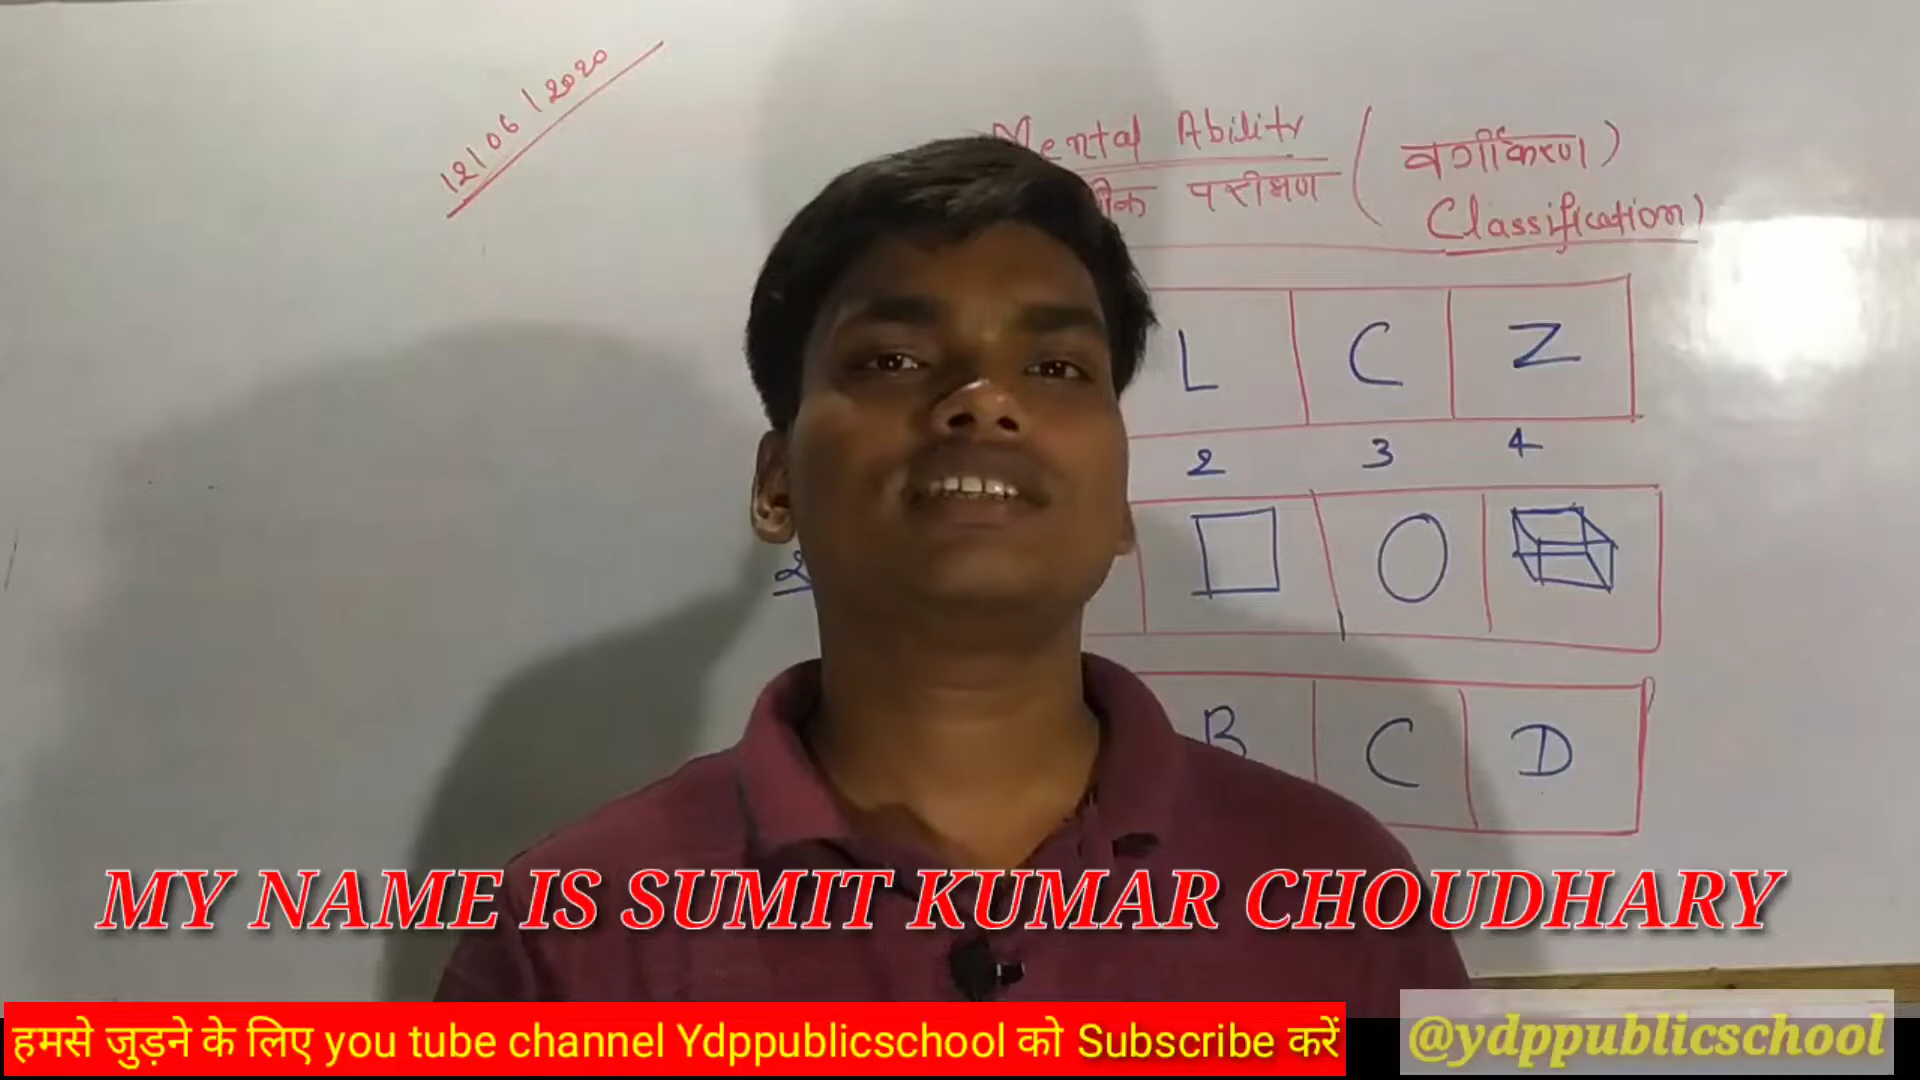 12/06/2020
Mental Ability
( वर्गीकरण )
परीक्षण
Classification)
L C Z
2 3 4
2
B C D
MY NAME IS SUMIT KUMAR CHOUDHARY
हमसे जुड़ने के लिए you tube channel Ydppublicschool को Subscribe करें
@ydppublicschool